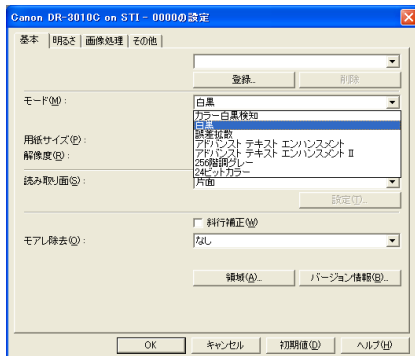 Canon DR-3010C on STI - 0000の設定
基本 明るさ 画像処理 その他
登録... 削除
モード(M): 白黒
カラー白黒検知
白黒
誤差拡散
アドバンスト テキスト エンハンスメント
アドバンスト テキスト エンハンスメント II
256階調グレー
24ビットカラー
用紙サイズ(P):
解像度(R):
読み取り面(S): 片面
設定(T)...
斜行補正(W)
モアレ除去(O): なし
領域(A)... バージョン情報(B)...
OK キャンセル 初期値(D) ヘルプ(H)